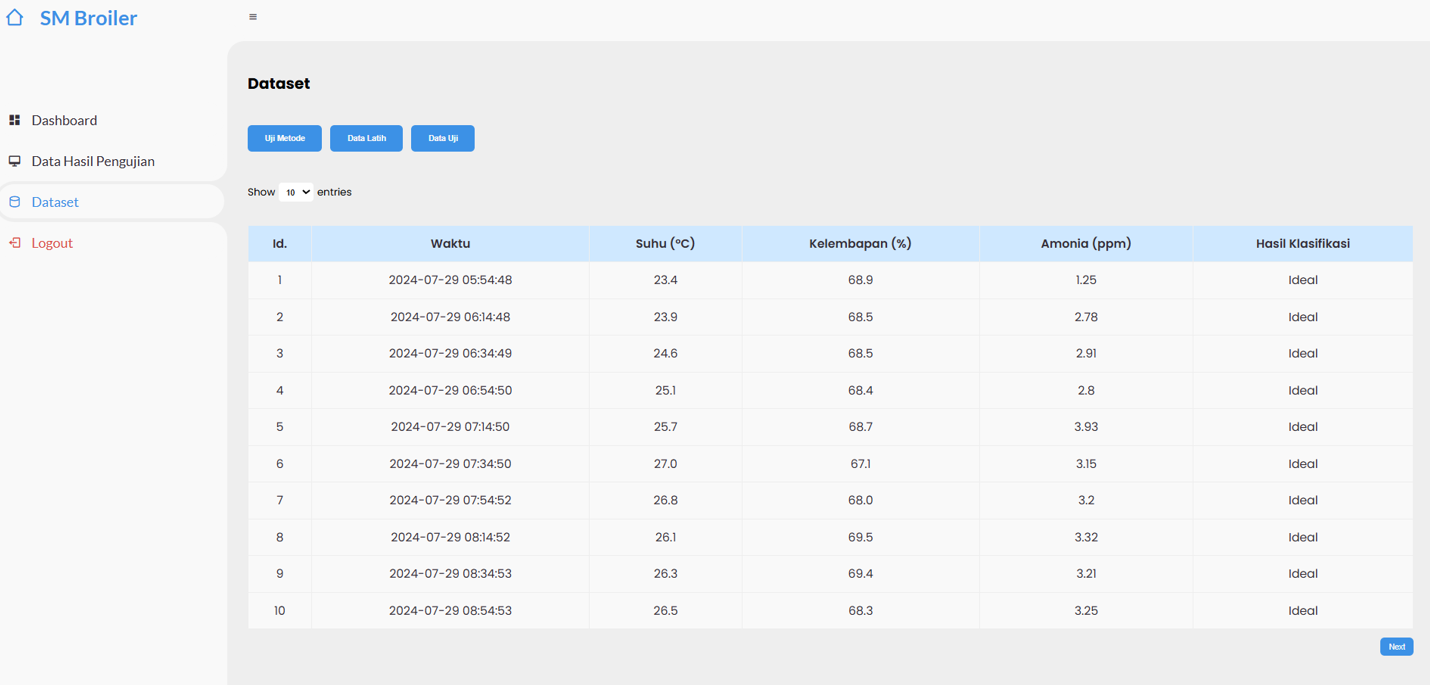 SM Broiler
Dashboard
Data Hasil Pengujian
Dataset
Logout
Dataset
Uji Metode Data Latih Data Uji
Show 10 entries
Id. Waktu Suhu (°C) Kelembapan (%) Amonia (ppm) Hasil Klasifikasi
1 2024-07-29 05:54:48 23.4 68.9 1.25 Ideal
2 2024-07-29 06:14:48 23.9 68.5 2.78 Ideal
3 2024-07-29 06:34:49 24.6 68.5 2.91 Ideal
4 2024-07-29 06:54:50 25.1 68.4 2.8 Ideal
5 2024-07-29 07:14:50 25.7 68.7 3.93 Ideal
6 2024-07-29 07:34:50 27.0 67.1 3.15 Ideal
7 2024-07-29 07:54:52 26.8 68.0 3.2 Ideal
8 2024-07-29 08:14:52 26.1 69.5 3.32 Ideal
9 2024-07-29 08:34:53 26.3 69.4 3.21 Ideal
10 2024-07-29 08:54:53 26.5 68.3 3.25 Ideal
Next